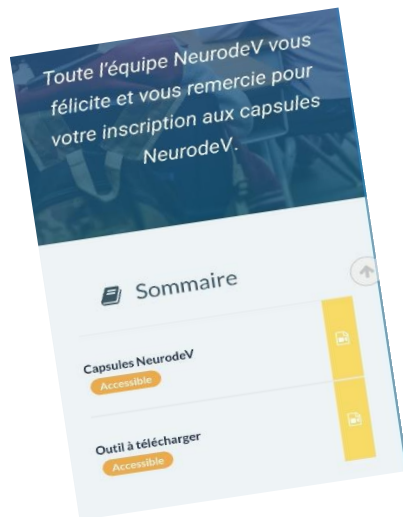 Toute l'équipe NeurodeV vous
félicite et vous remercie pour
votre inscription aux capsules
NeurodeV.
Sommaire
Capsules NeurodeV
Accessible
Outil à télécharger
Accessible